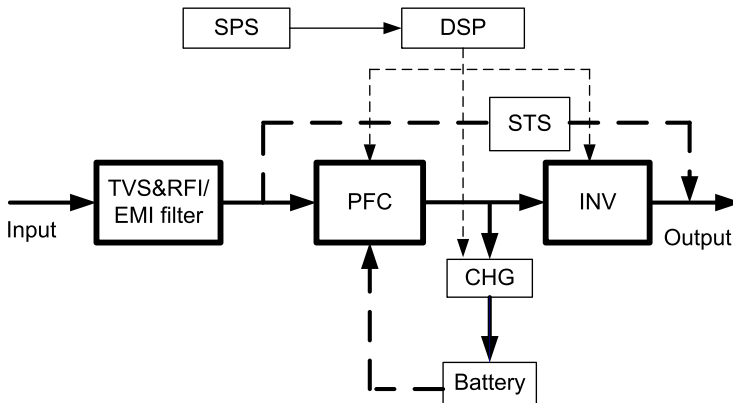 SPS
DSP
STS
TVS&RFI/
EMI filter
PFC
INV
Input
Output
CHG
Battery